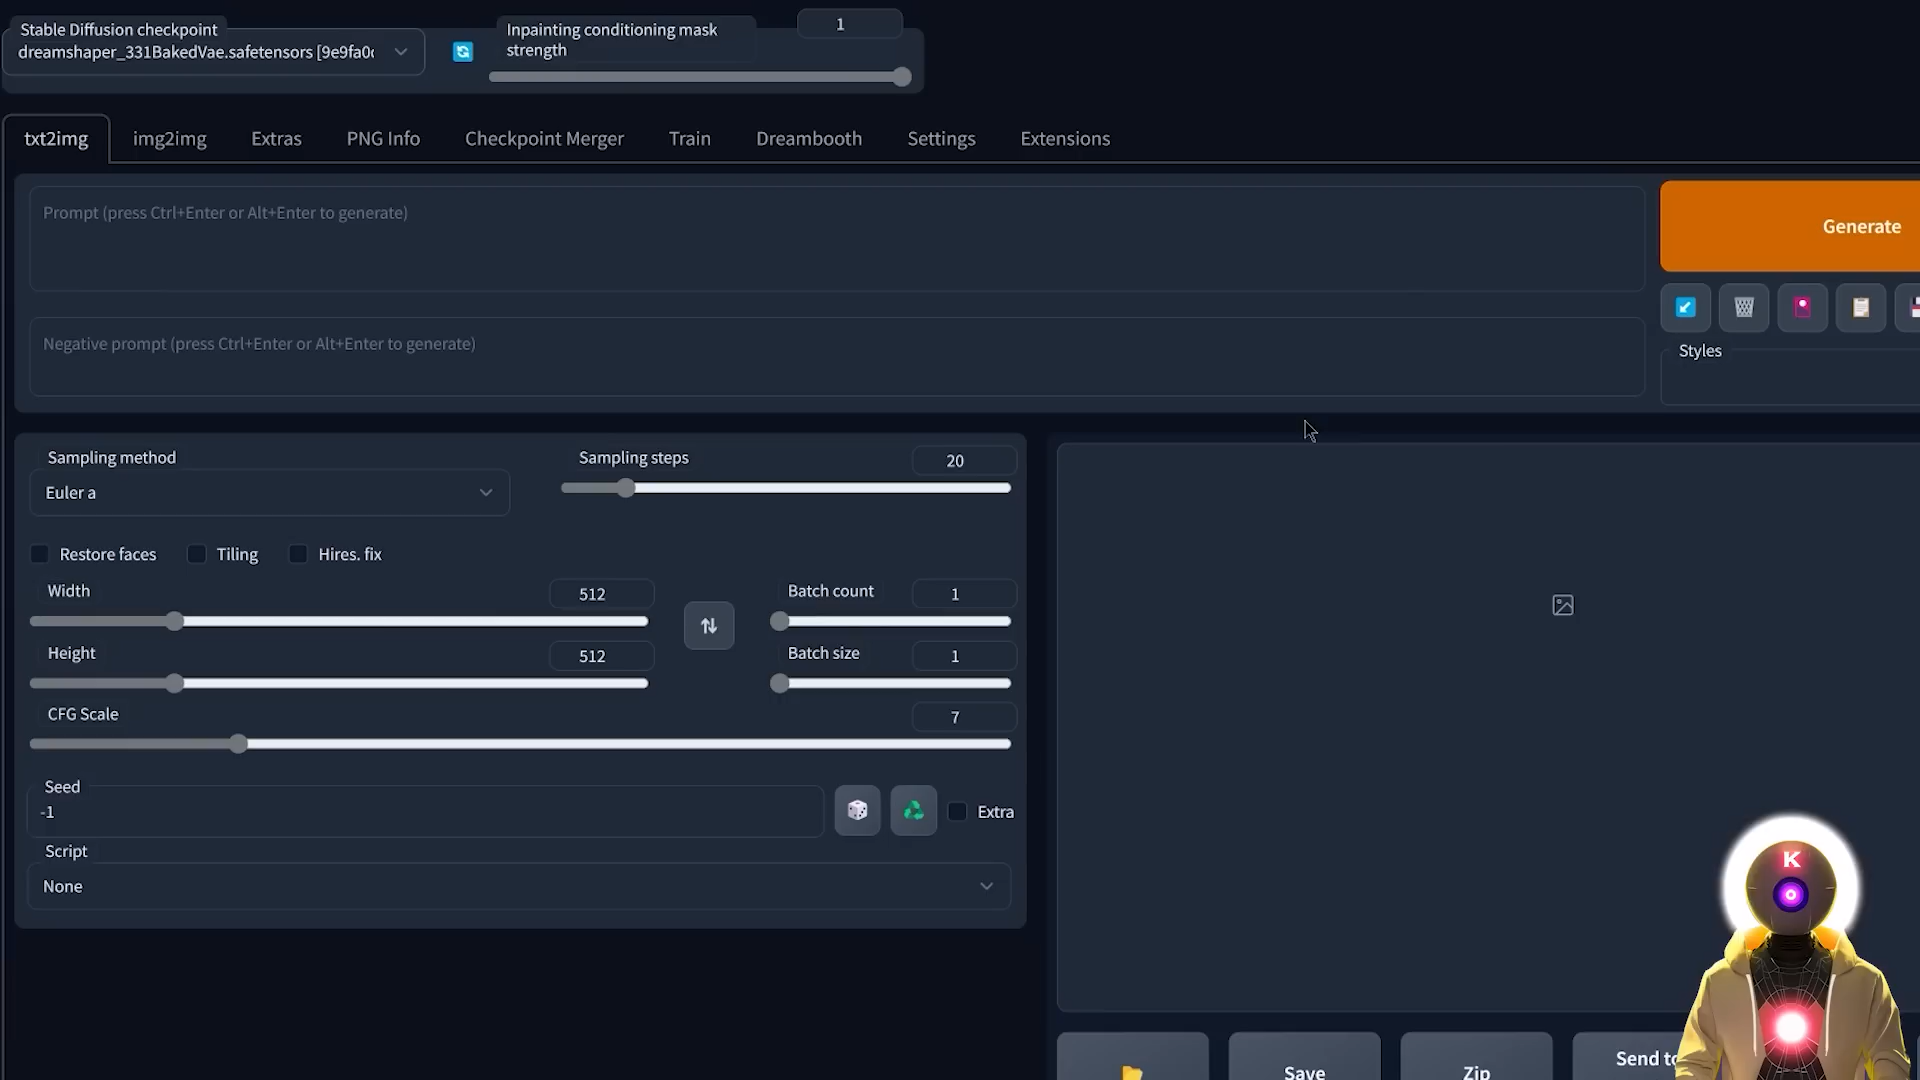 Stable Diffusion checkpoint
dreamshaper_331BakedVae.safetensors [9e9fa0
Inpainting conditioning mask
strength
1
txt2img
img2img
Extras
PNG Info
Checkpoint Merger
Train
Dreambooth
Settings
Extensions
Prompt (press Ctrl+Enter or Alt+Enter to generate)
Generate
Negative prompt (press Ctrl+Enter or Alt+Enter to generate)
Styles
Sampling method
Euler a
Sampling steps
20
Restore faces
Tiling
Hires. fix
Width
512
Batch count
1
Height
512
Batch size
1
CFG Scale
7
Seed
-1
Extra
Script
None
K
Save
Zip
Send to